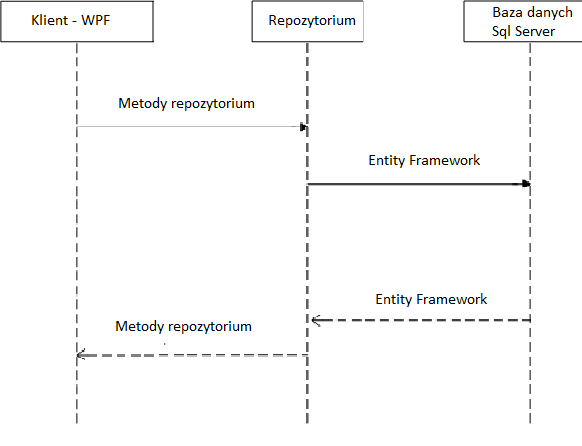 Klient - WPF
Repozytorium
Baza danych
Sql Server
Metody repozytorium
Entity Framework
Entity Framework
Metody repozytorium